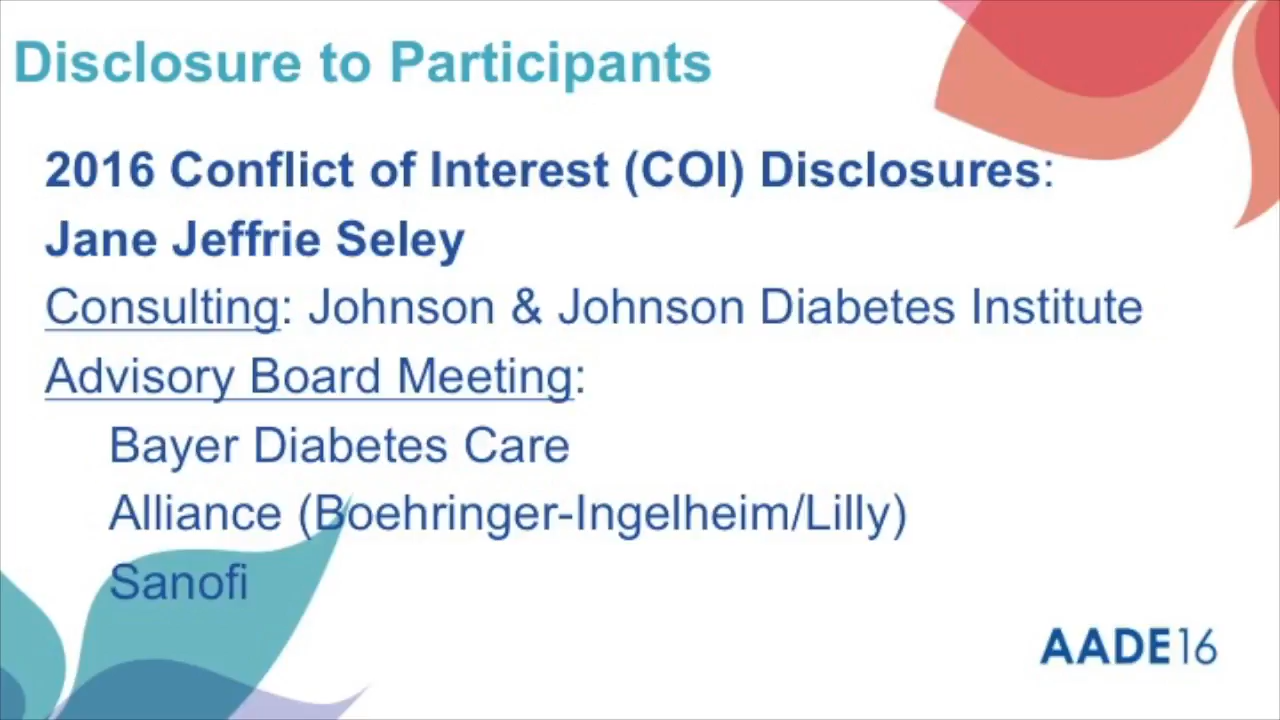 Disclosure to Participants
2016 Conflict of Interest (COI) Disclosures:
Jane Jeffrie Seley
Consulting: Johnson & Johnson Diabetes Institute
Advisory Board Meeting:
Bayer Diabetes Care
Alliance (Boehringer-Ingelheim/Lilly)
Sanofi
AADE16